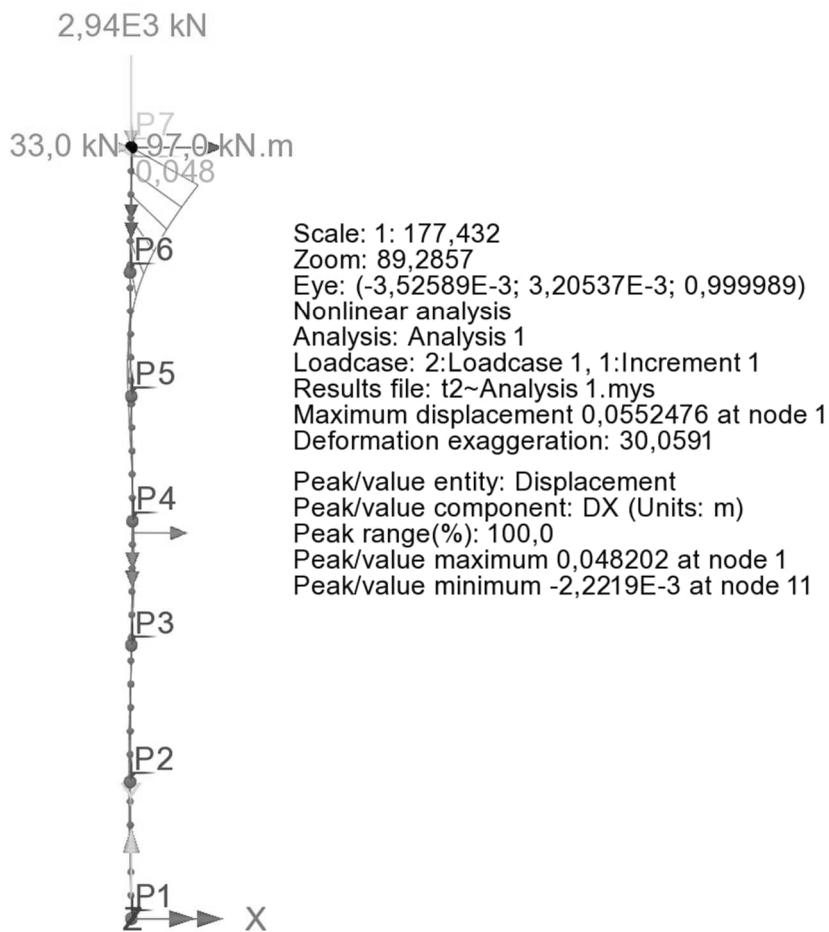 2,94E3 kN
P7
33,0 kN 97,0 kN.m
0,048
Scale: 1: 177,432
P6
Zoom: 89,2857
Eye: (-3,52589E-3; 3,20537E-3; 0,999989)
Nonlinear analysis
Analysis: Analysis 1
Loadcase: 2:Loadcase 1, 1:Increment 1
P5
Results file: t2~Analysis 1.mys
Maximum displacement 0,0552476 at node 1
Deformation exaggeration: 30,0591
Peak/value entity: Displacement
P4
Peak/value component: DX (Units: m)
Peak range(%): 100,0
Peak/value maximum 0,048202 at node 1
Peak/value minimum -2,2219E-3 at node 11
P3
P2
P1
Z X